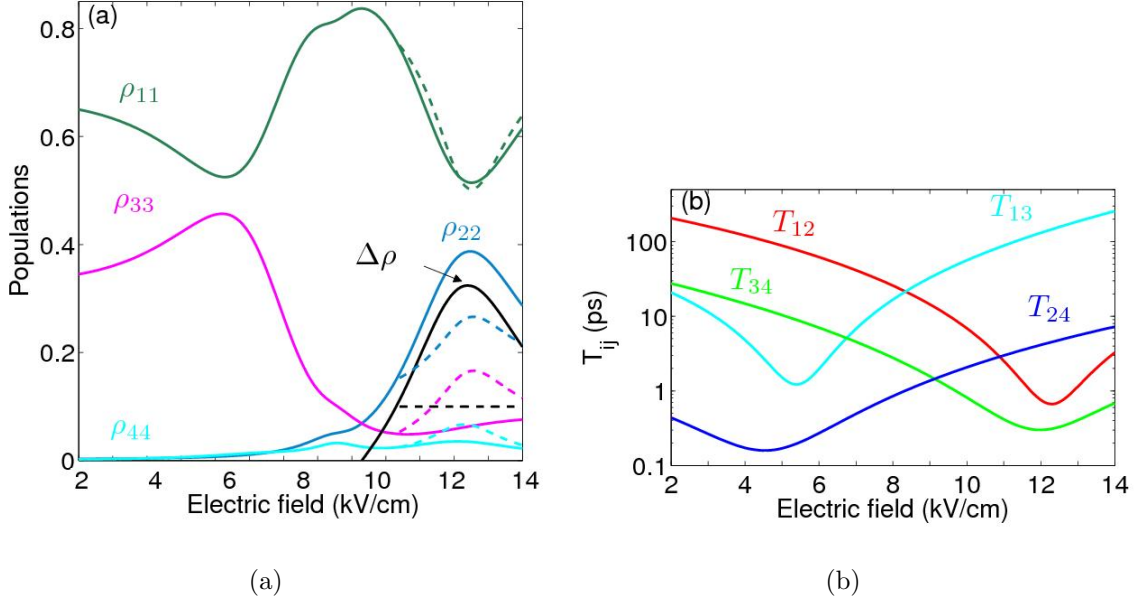 (a)
0.8
0.6
0.4
0.2
0
Populations
ρ11
ρ33
ρ22
Δρ
ρ44
2 4 6 8 10 12 14
Electric field (kV/cm)
(b)
100
10
1
0.1
T_ij (ps)
T12
T13
T34
T24
2 4 6 8 10 12 14
Electric field (kV/cm)
(a) (b)